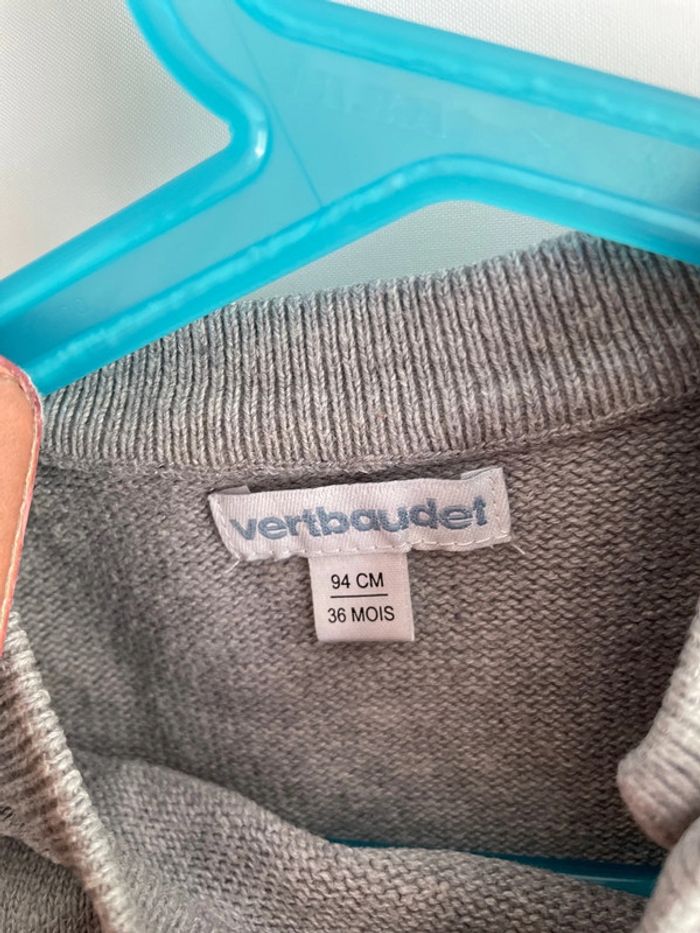 vertbaudet
94 CM
36 MOIS